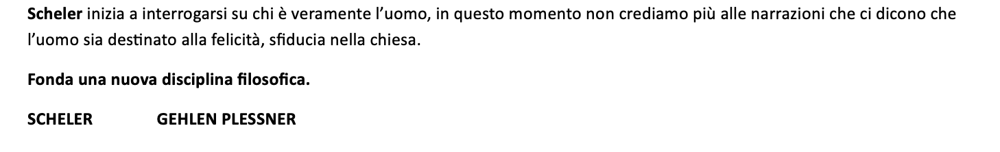 Scheler inizia a interrogarsi su chi è veramente l’uomo, in questo momento non crediamo più alle narrazioni che ci dicono che
l’uomo sia destinato alla felicità, sfiducia nella chiesa.
Fonda una nuova disciplina filosofica.
SCHELER GEHLEN PLESSNER